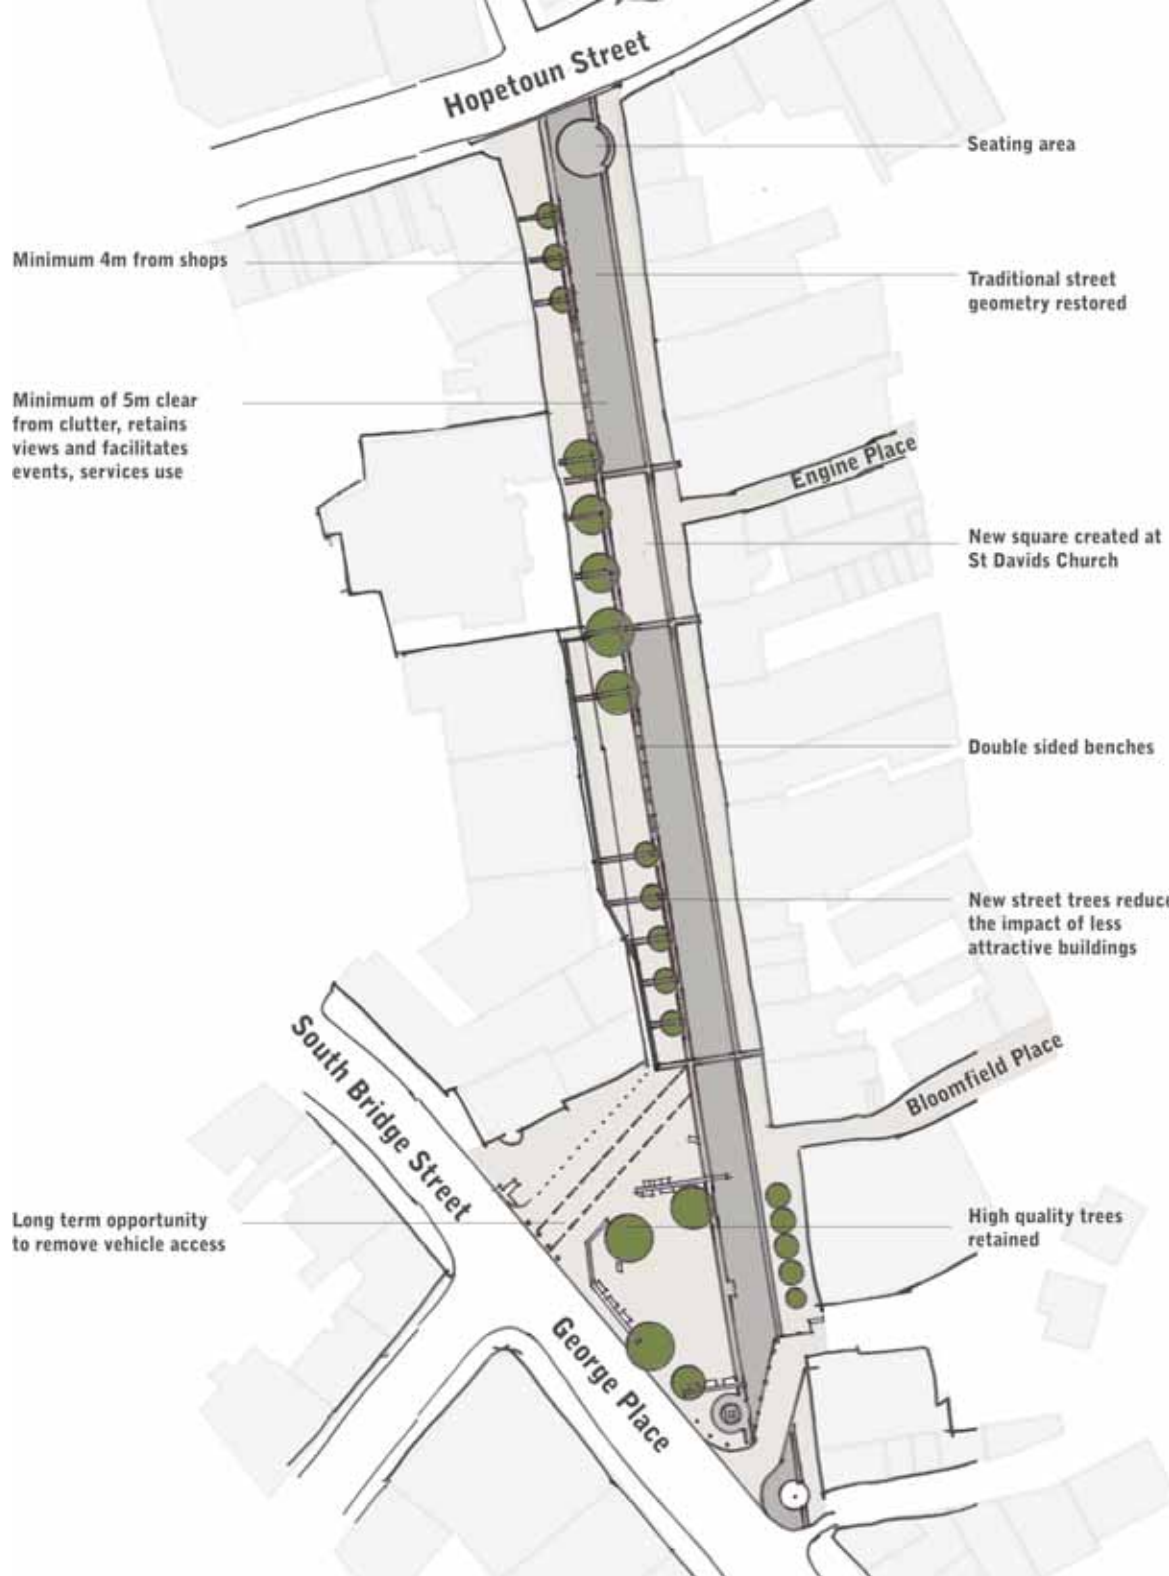 Hopetoun Street
Seating area
Minimum 4m from shops
Traditional street
geometry restored
Minimum of 5m clear
from clutter, retains
views and facilitates
events, services use
Engine Place
New square created at
St Davids Church
Double sided benches
New street trees reduce
the impact of less
attractive buildings
South Bridge Street
Bloomfield Place
Long term opportunity
to remove vehicle access
High quality trees
retained
George Place